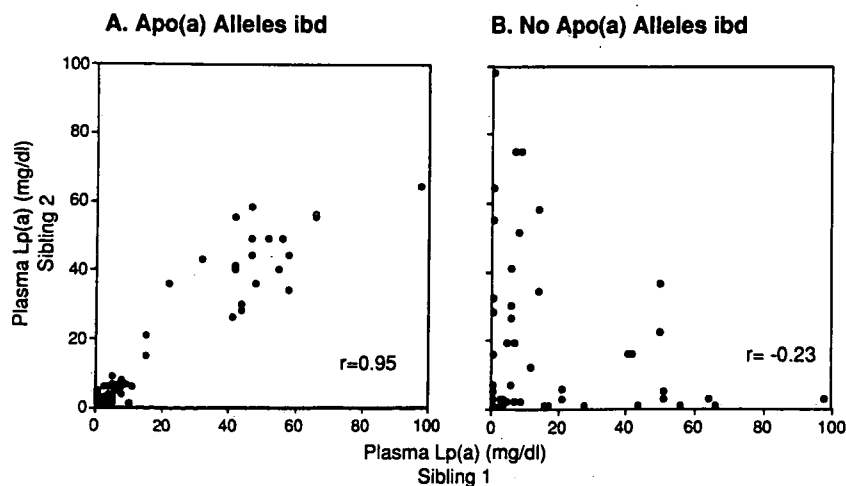 A. Apo(a) Alleles ibd
B. No Apo(a) Alleles ibd
Plasma Lp(a) (mg/dl)
Sibling 2
100
80
60
40
20
0
r=0.95
r= -0.23
0 20 40 60 80 100
0 20 40 60 80 100
Plasma Lp(a) (mg/dl)
Sibling 1